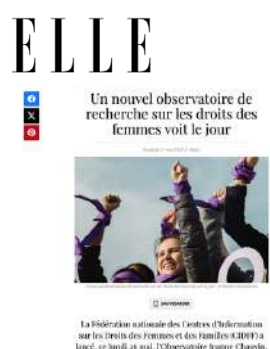 ELLE
Un nouvel observatoire de
recherche sur les droits des
femmes voit le jour
SAUVEGARDER
La Fédération nationale des Centres d'Information
sur les Droits des Femmes et des Familles (CIDFF) a
lancé, ce lundi 26 mai, l'Observatoire Jeanne Chauvin,